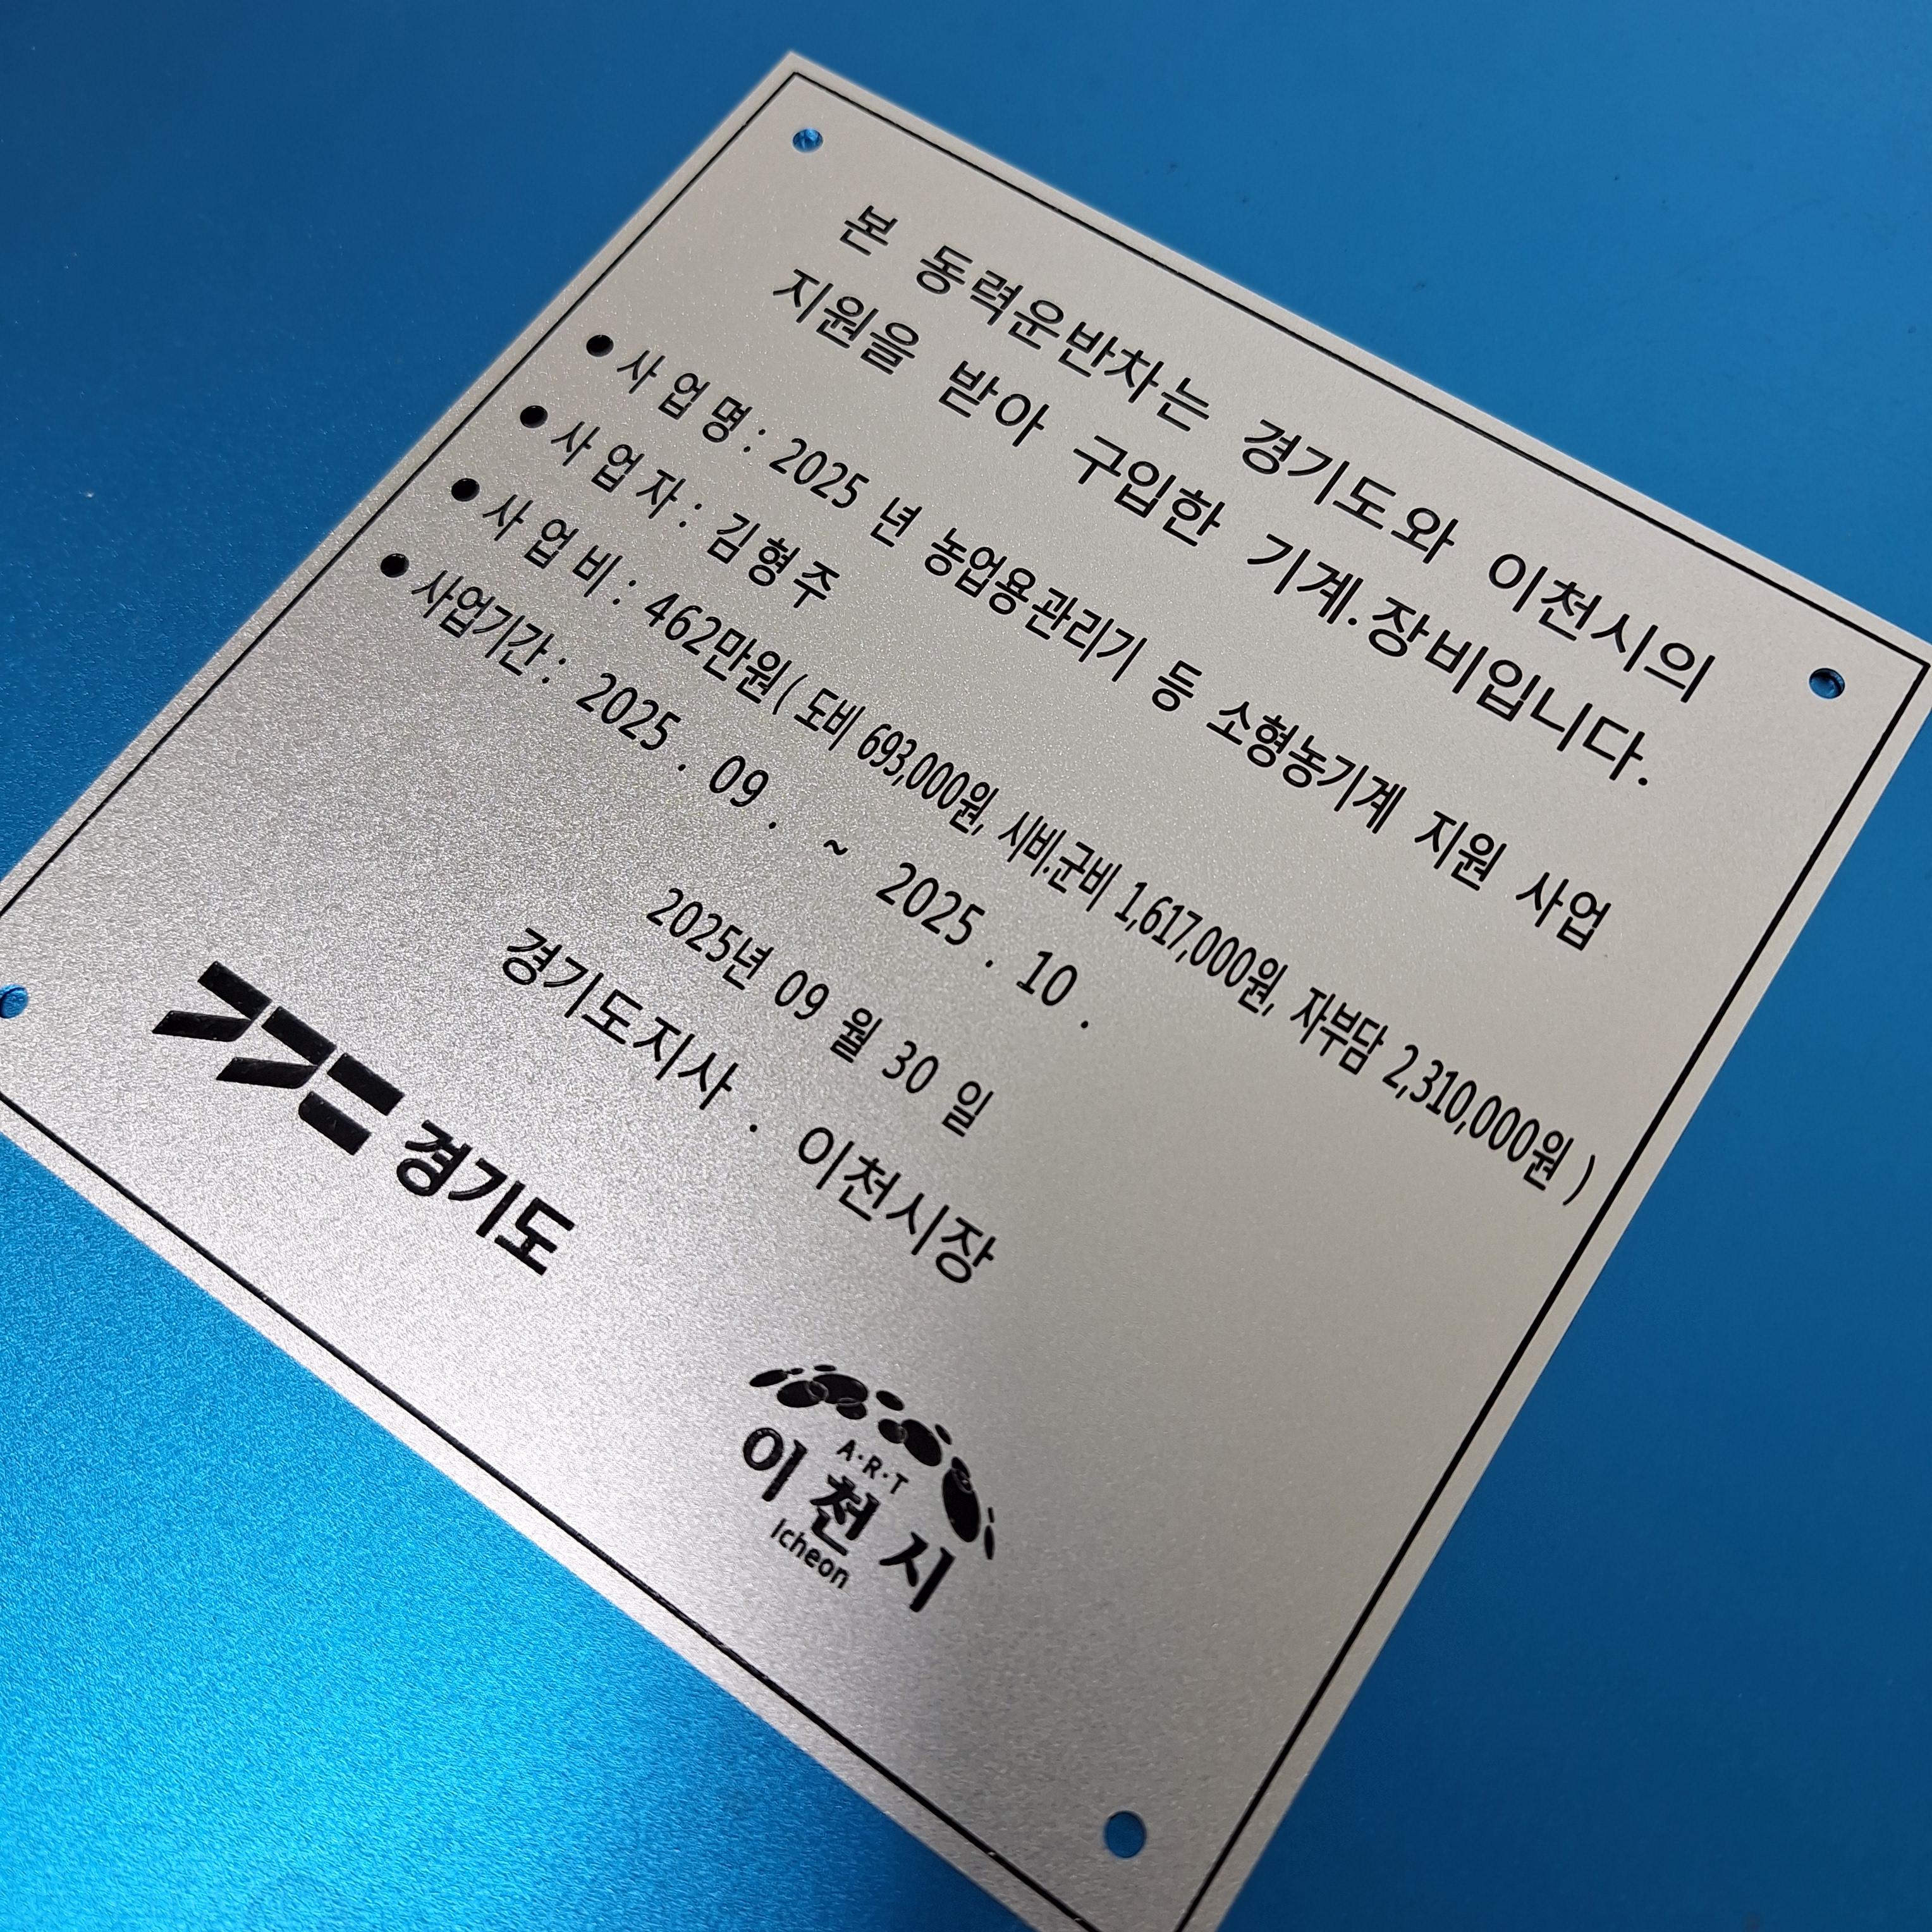 본 동력운반차는 경기도와 이천시의
지원을 받아 구입한 기계.장비입니다.
● 사 업 명 : 2025 년 농업용관리기 등 소형농기계 지원 사업
● 사 업 자 : 김형주
● 사 업 비 : 462만원( 도비 693,000원, 시비.군비 1,617,000원, 자부담 2,310,000원 )
● 사업기간 : 2025 . 09 . ~ 2025 . 10 .
2025년 09 월 30 일
경기도지사 . 이천시장
경기도
A·R·T
이천시
Icheon